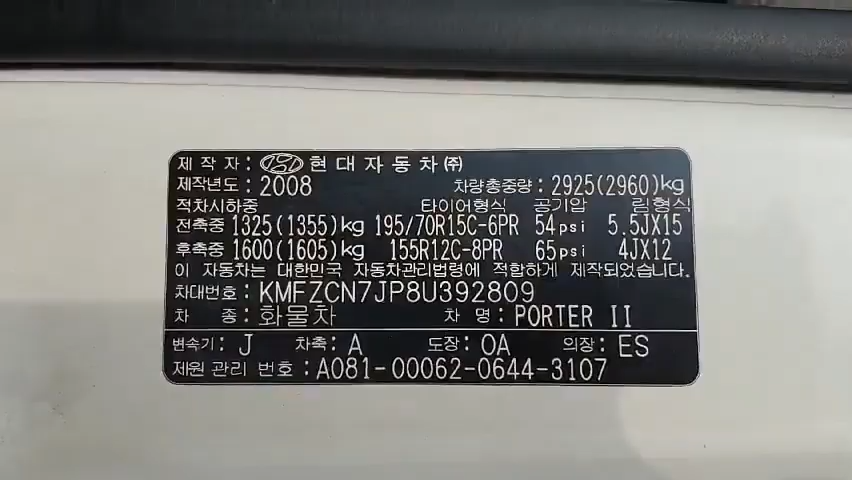 제 작 자 : 현대자동차㈜
제작년도 : 2008 차량총중량 : 2925(2960)kg
적차시하중 타이어형식 공기압 림형식
전축중 1325(1355)kg 195/70R15C-6PR 54psi 5.5JX15
후축중 1600(1605)kg 155R12C-8PR 65psi 4JX12
이 자동차는 대한민국 자동차관리법령에 적합하게 제작되었습니다.
차대번호 : KMFZCN7JP8U392809
차 종 : 화물차 차 명 : PORTER II
변속기 : J 차축 : A 도장 : OA 의장 : ES
제원 관리 번호 : A081-00062-0644-3107